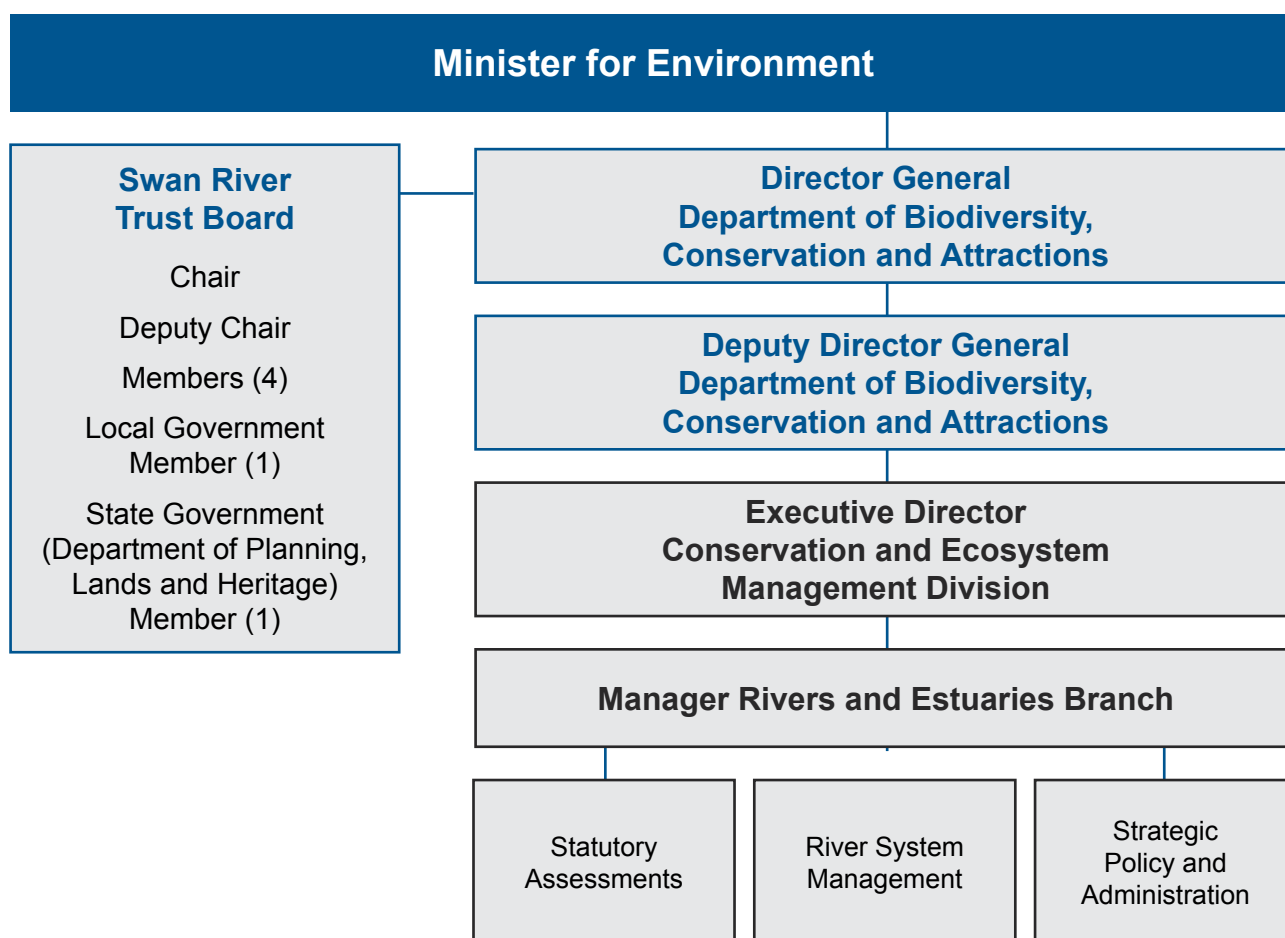 Minister for Environment
Swan River
Trust Board
Chair
Deputy Chair
Members (4)
Local Government
Member (1)
State Government
(Department of Planning,
Lands and Heritage)
Member (1)
Director General
Department of Biodiversity,
Conservation and Attractions
Deputy Director General
Department of Biodiversity,
Conservation and Attractions
Executive Director
Conservation and Ecosystem
Management Division
Manager Rivers and Estuaries Branch
Statutory
Assessments
River System
Management
Strategic
Policy and
Administration